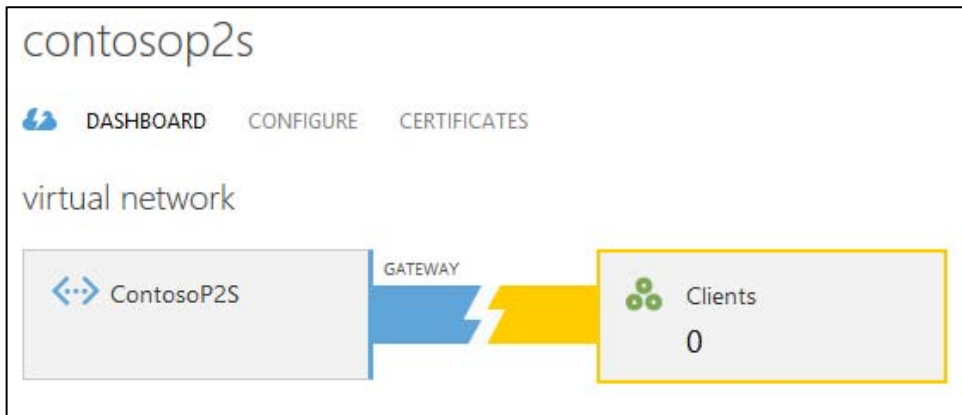 contosop2s
DASHBOARD CONFIGURE CERTIFICATES
virtual network
ContosoP2S
GATEWAY
Clients
0